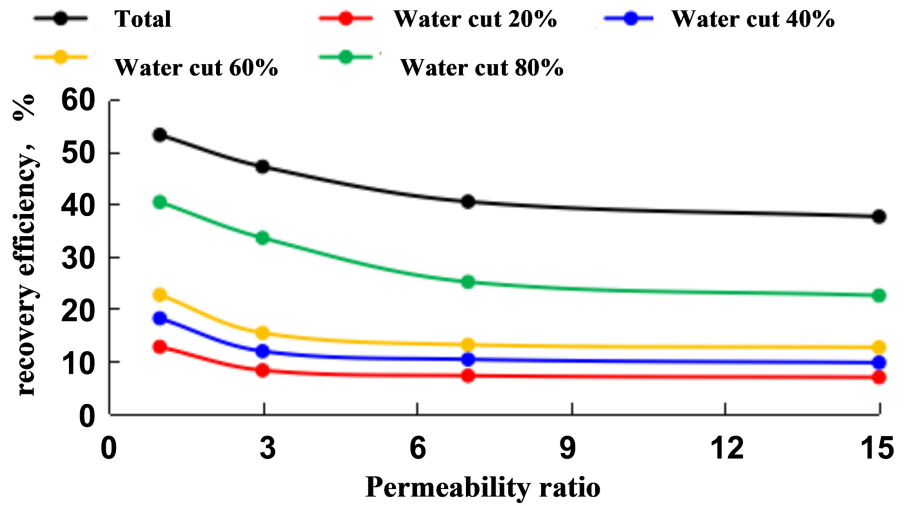 Total
Water cut 20%
Water cut 40%
Water cut 60%
Water cut 80%
recovery efficiency, %
60
50
40
30
20
10
0
0 3 6 9 12 15
Permeability ratio